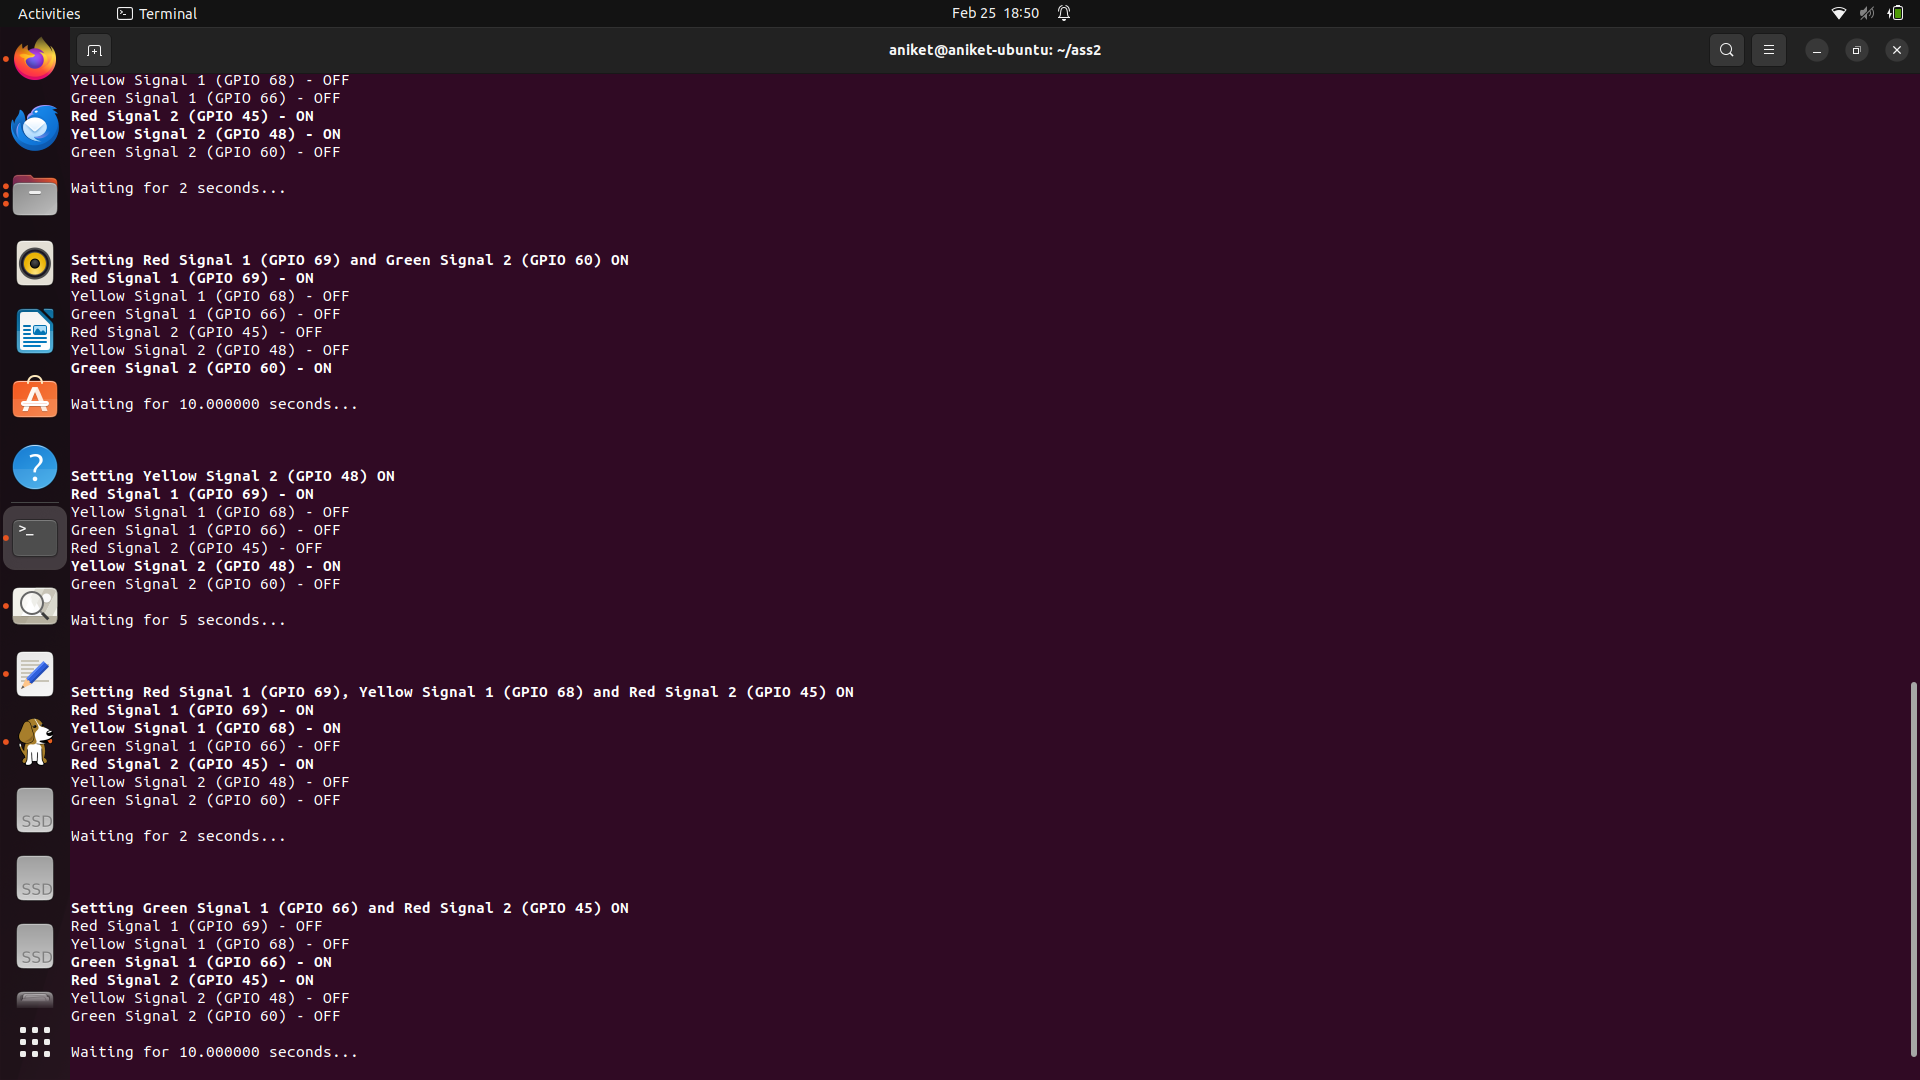 Activities
Terminal
Feb 25 18:50
aniket@aniket-ubuntu: ~/ass2
Yellow Signal 1 (GPIO 68) - OFF
Green Signal 1 (GPIO 66) - OFF
Red Signal 2 (GPIO 45) - ON
Yellow Signal 2 (GPIO 48) - ON
Green Signal 2 (GPIO 60) - OFF
Waiting for 2 seconds...
Setting Red Signal 1 (GPIO 69) and Green Signal 2 (GPIO 60) ON
Red Signal 1 (GPIO 69) - ON
Yellow Signal 1 (GPIO 68) - OFF
Green Signal 1 (GPIO 66) - OFF
Red Signal 2 (GPIO 45) - OFF
Yellow Signal 2 (GPIO 48) - OFF
Green Signal 2 (GPIO 60) - ON
Waiting for 10.000000 seconds...
Setting Yellow Signal 2 (GPIO 48) ON
Red Signal 1 (GPIO 69) - ON
Yellow Signal 1 (GPIO 68) - OFF
Green Signal 1 (GPIO 66) - OFF
Red Signal 2 (GPIO 45) - OFF
Yellow Signal 2 (GPIO 48) - ON
Green Signal 2 (GPIO 60) - OFF
Waiting for 5 seconds...
Setting Red Signal 1 (GPIO 69), Yellow Signal 1 (GPIO 68) and Red Signal 2 (GPIO 45) ON
Red Signal 1 (GPIO 69) - ON
Yellow Signal 1 (GPIO 68) - ON
Green Signal 1 (GPIO 66) - OFF
Red Signal 2 (GPIO 45) - ON
Yellow Signal 2 (GPIO 48) - OFF
Green Signal 2 (GPIO 60) - OFF
Waiting for 2 seconds...
Setting Green Signal 1 (GPIO 66) and Red Signal 2 (GPIO 45) ON
Red Signal 1 (GPIO 69) - OFF
Yellow Signal 1 (GPIO 68) - OFF
Green Signal 1 (GPIO 66) - ON
Red Signal 2 (GPIO 45) - ON
Yellow Signal 2 (GPIO 48) - OFF
Green Signal 2 (GPIO 60) - OFF
Waiting for 10.000000 seconds...
SSD
SSD
SSD